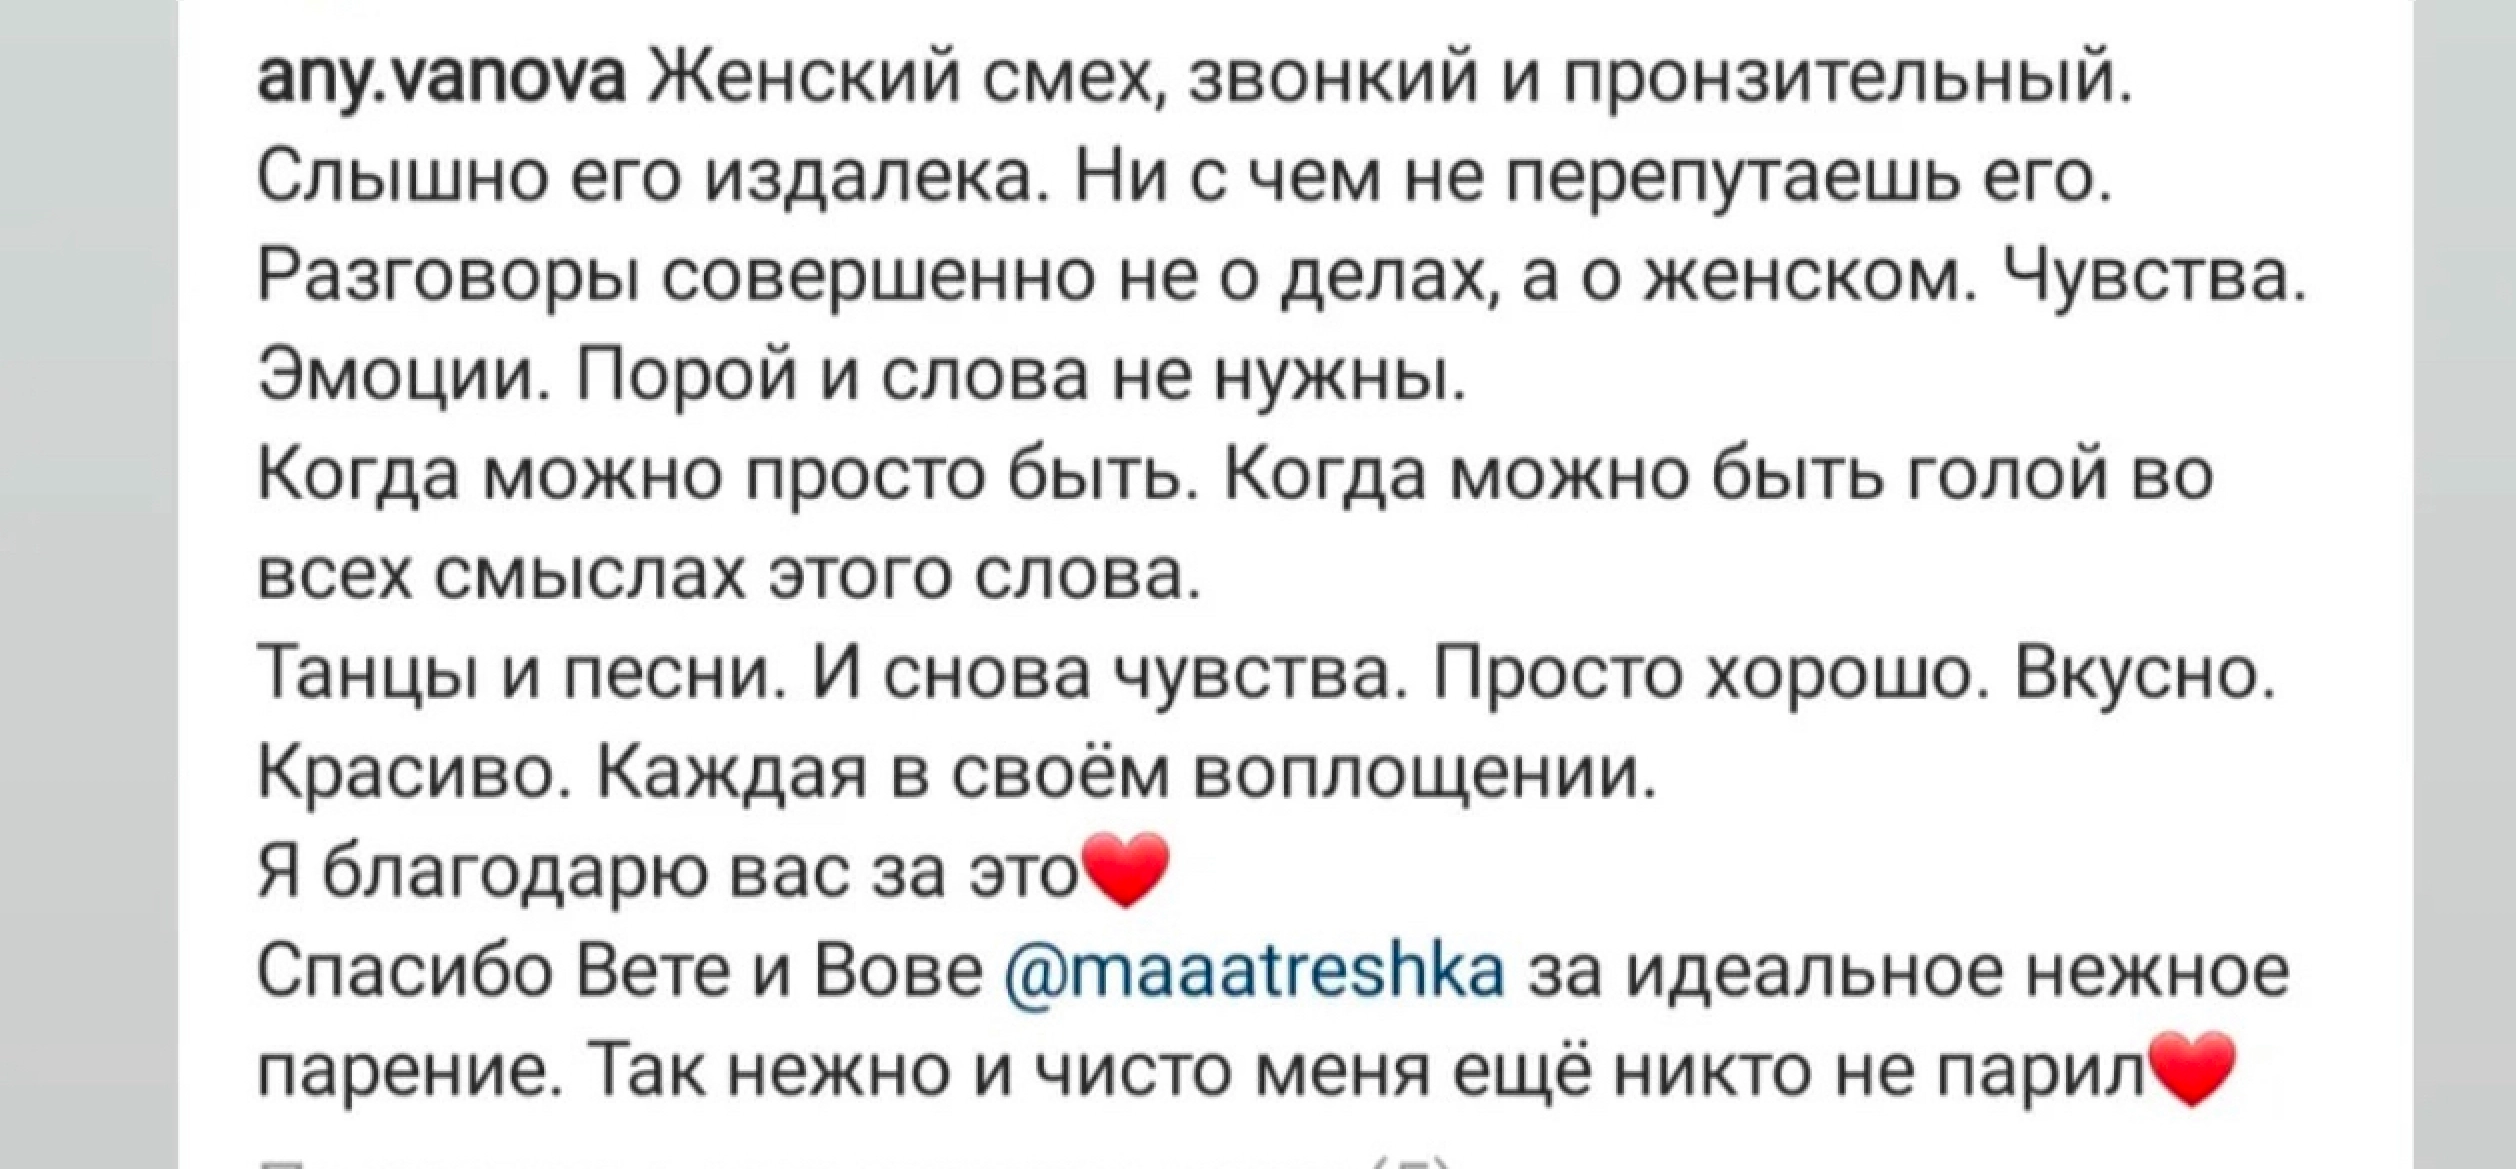 any.vanova Женский смех, звонкий и пронзительный.
Слышно его издалека. Ни с чем не перепутаешь его.
Разговоры совершенно не о делах, а о женском. Чувства.
Эмоции. Порой и слова не нужны.
Когда можно просто быть. Когда можно быть голой во
всех смыслах этого слова.
Танцы и песни. И снова чувства. Просто хорошо. Вкусно.
Красиво. Каждая в своём воплощении.
Я благодарю вас за это❤️
Спасибо Вете и Вове @maaatreshka за идеальное нежное
парение. Так нежно и чисто меня ещё никто не парил❤️